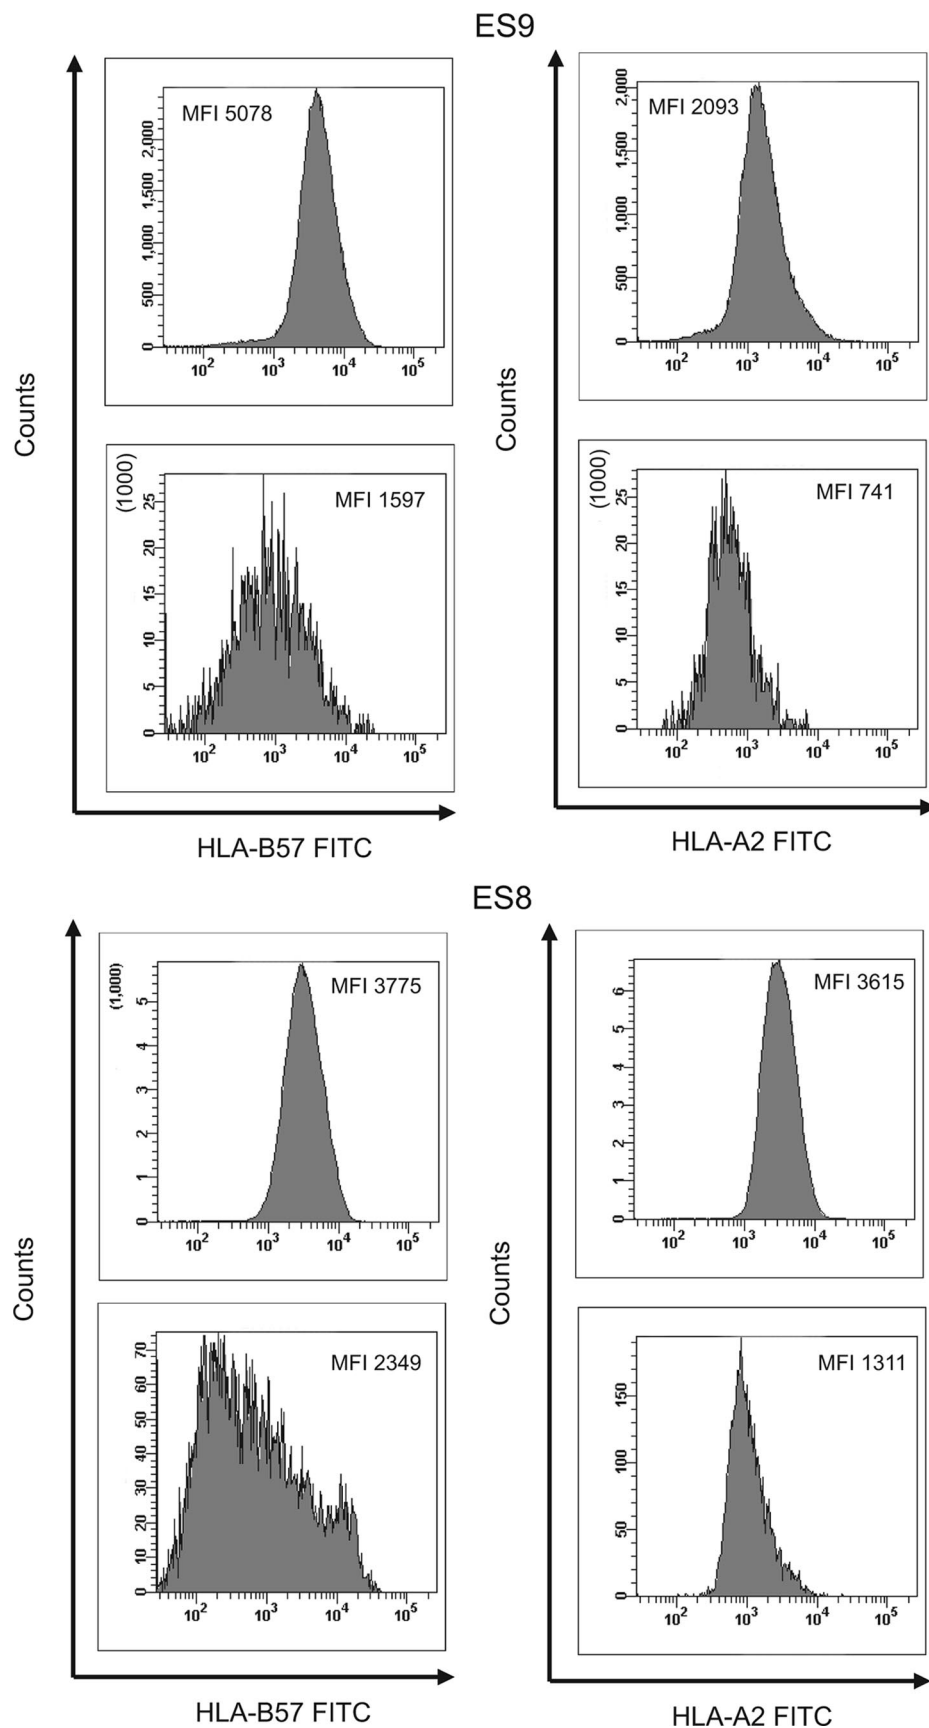 ES9
MFI 5078
2,000
1,500
1,000
500
0
10² 10³ 10⁴ 10⁵
MFI 2093
2,000
1,500
1,000
500
0
10² 10³ 10⁴ 10⁵
Counts
Counts
(1000)
MFI 1597
25
20
15
10
5
0
10² 10³ 10⁴ 10⁵
(1000)
MFI 741
25
20
15
10
5
0
10² 10³ 10⁴ 10⁵
HLA-B57 FITC
HLA-A2 FITC
ES8
(1,000)
MFI 3775
5
4
3
2
1
0
10² 10³ 10⁴ 10⁵
MFI 3615
6
5
4
3
2
1
0
10² 10³ 10⁴ 10⁵
Counts
Counts
MFI 2349
70
60
50
40
30
20
10
0
10² 10³ 10⁴ 10⁵
MFI 1311
150
100
50
0
10² 10³ 10⁴ 10⁵
HLA-B57 FITC
HLA-A2 FITC